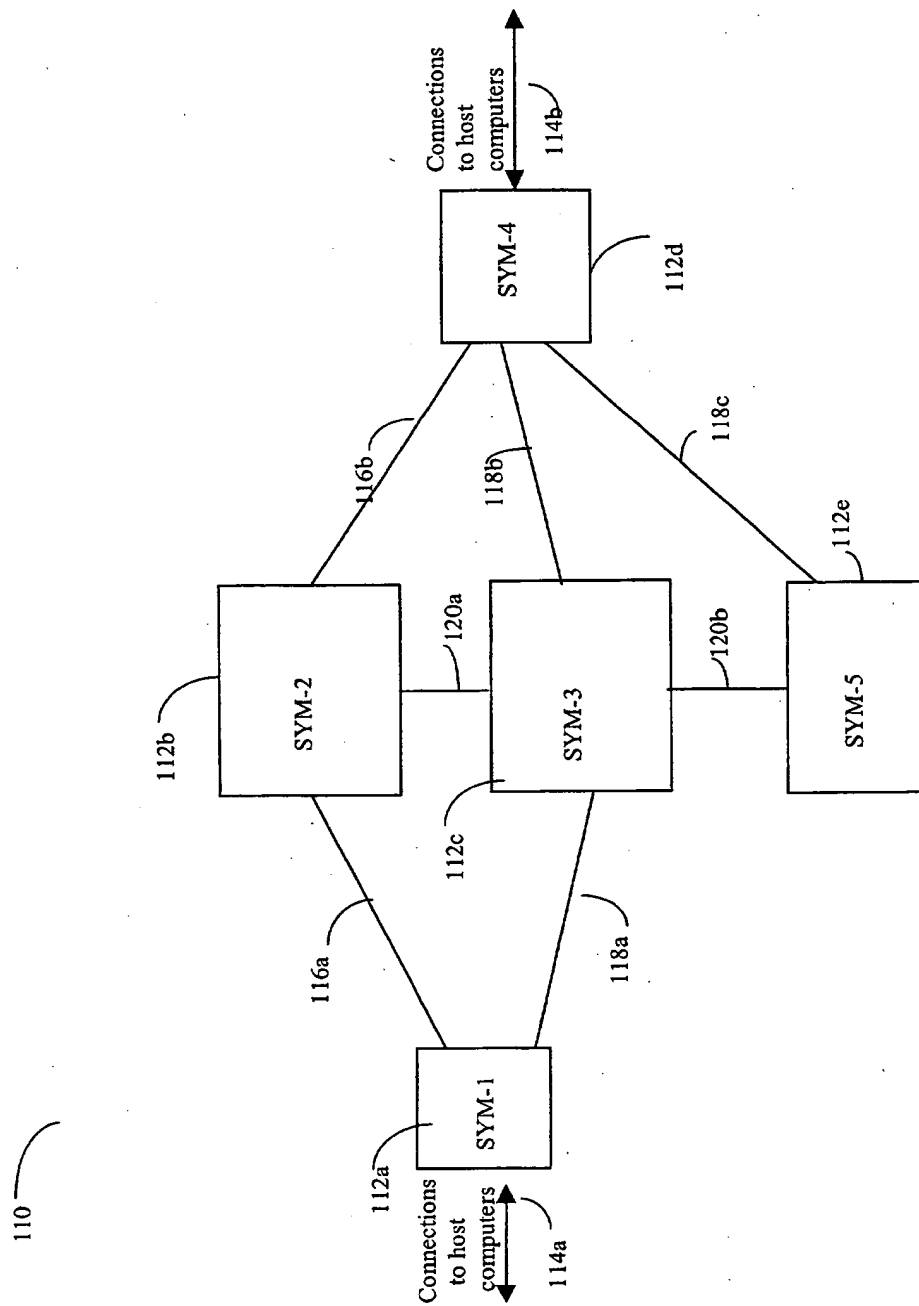 110
Connections
to host
computers
114a
112a
SYM-1
116a
118a
112b
SYM-2
120a
112c
SYM-3
120b
SYM-5
112e
116b
118b
118c
SYM-4
112d
Connections
to host
computers
114b